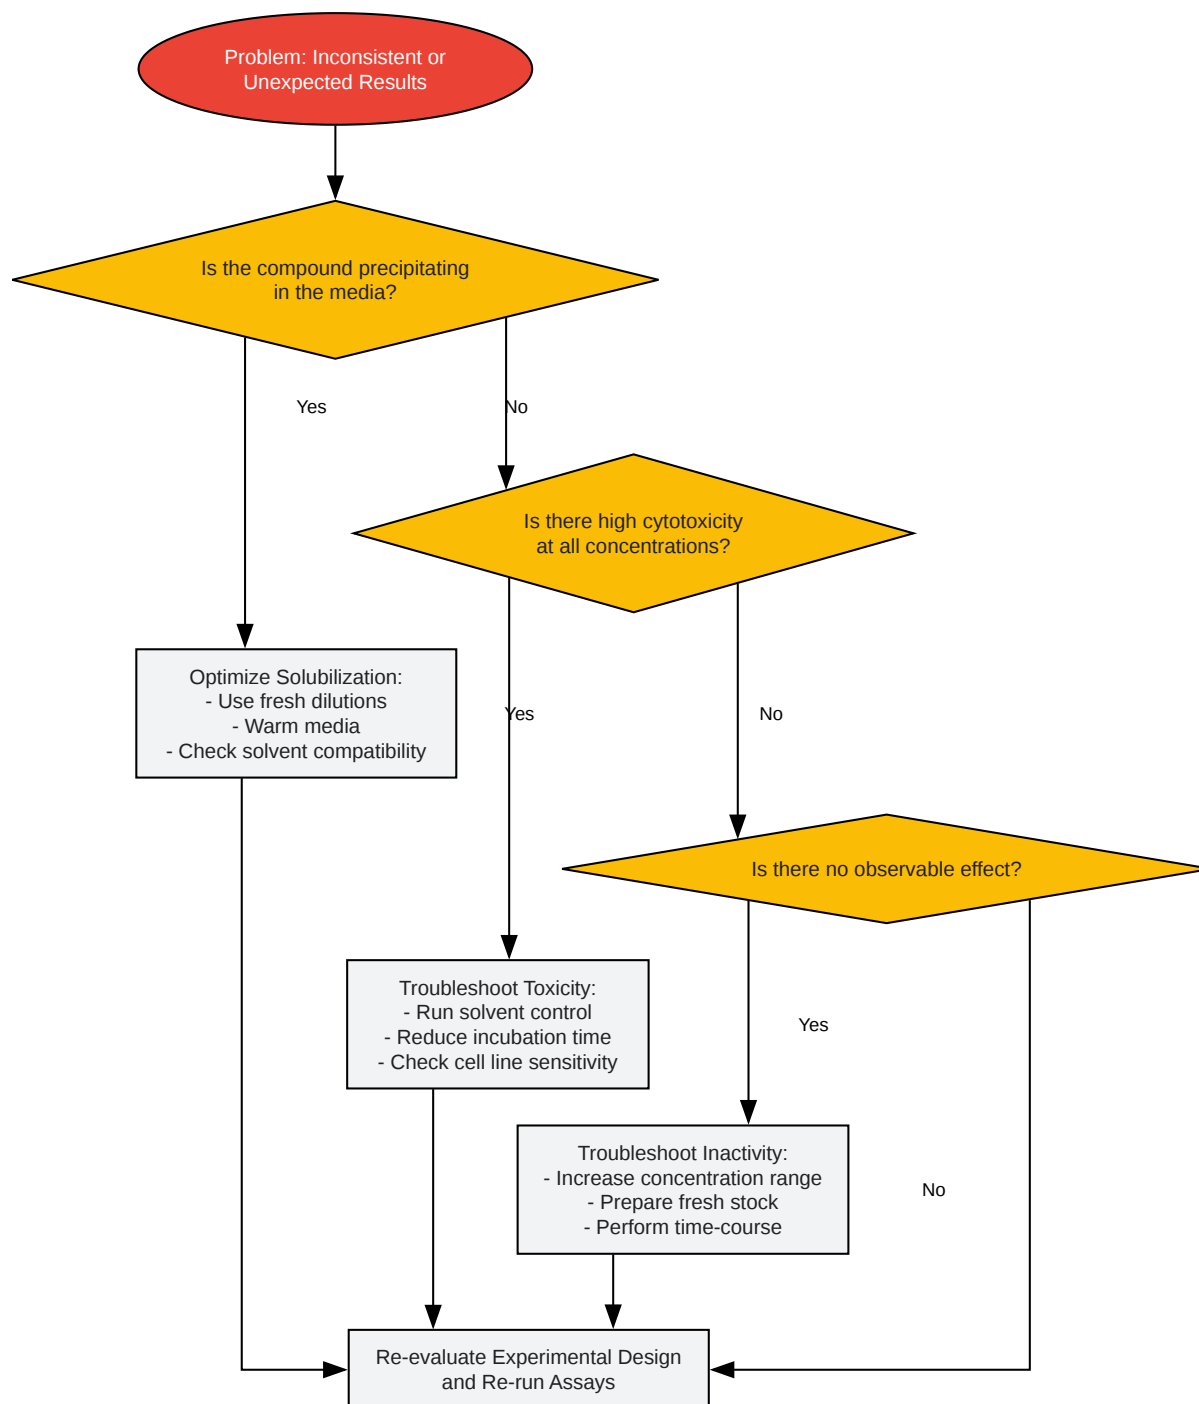 Problem: Inconsistent or
Unexpected Results
Is the compound precipitating
in the media?
Yes
No
Is there high cytotoxicity
at all concentrations?
Optimize Solubilization:
- Use fresh dilutions
- Warm media
- Check solvent compatibility
Yes
No
Is there no observable effect?
Troubleshoot Toxicity:
- Run solvent control
- Reduce incubation time
- Check cell line sensitivity
Yes
Troubleshoot Inactivity:
- Increase concentration range
- Prepare fresh stock
- Perform time-course
No
Re-evaluate Experimental Design
and Re-run Assays